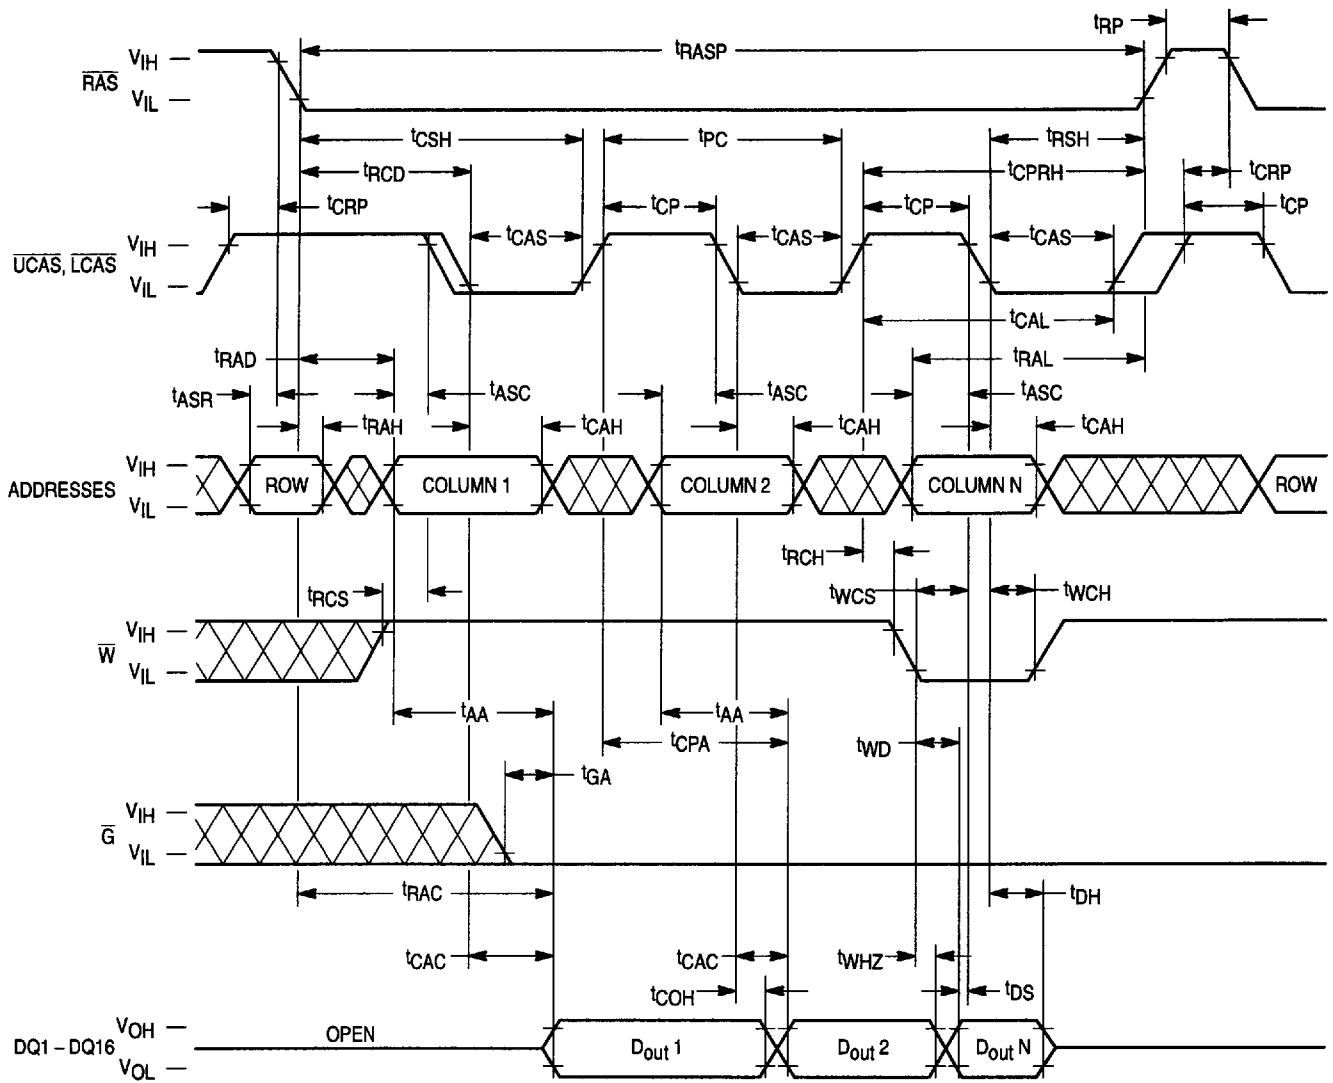 tRP
tRASP
VIH
RAS
VIL
tCSH
tPC
tRSH
tRCD
tCPRH
tCRP
tCRP
tCP
tCP
tCP
VIH
tCAS
tCAS
tCAS
UCAS, LCAS
VIL
tCAL
tRAD
tRAL
tASR
tASC
tASC
tASC
tRAH
tCAH
tCAH
tCAH
VIH
ADDRESSES
ROW
COLUMN 1
COLUMN 2
COLUMN N
ROW
VIL
tRCH
tRCS
tWCS
tWCH
VIH
W
VIL
tAA
tAA
tCPA
tWD
tGA
VIH
G
VIL
tRAC
tDH
tCAC
tCAC
tWHZ
tCOH
tDS
VOH
OPEN
DQ1 – DQ16
Dout 1
Dout 2
Dout N
VOL